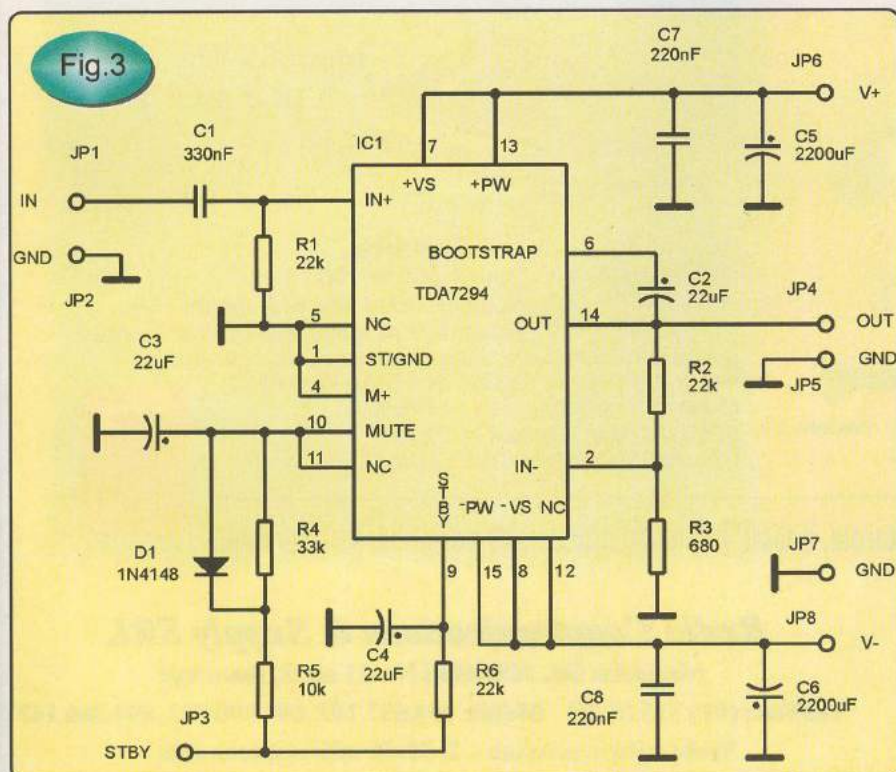 Fig.3
C7
220nF
JP6
V+
C5
2200uF
C1
330nF
JP1
IN
GND
JP2
R1
22k
IC1
7
13
+VS
+PW
IN+
BOOTSTRAP
TDA7294
OUT
6
C2
22uF
14
JP4
OUT
GND
JP5
R2
22k
C3
22uF
5
NC
1
ST/GND
4
M+
10
MUTE
11
NC
IN-
2
STBY
-PW
-VS
NC
R3
680
JP7
GND
R4
33k
D1
1N4148
9
15
8
12
JP8
V-
C4
22uF
R5
10k
R6
22k
C8
220nF
C6
2200uF
JP3
STBY